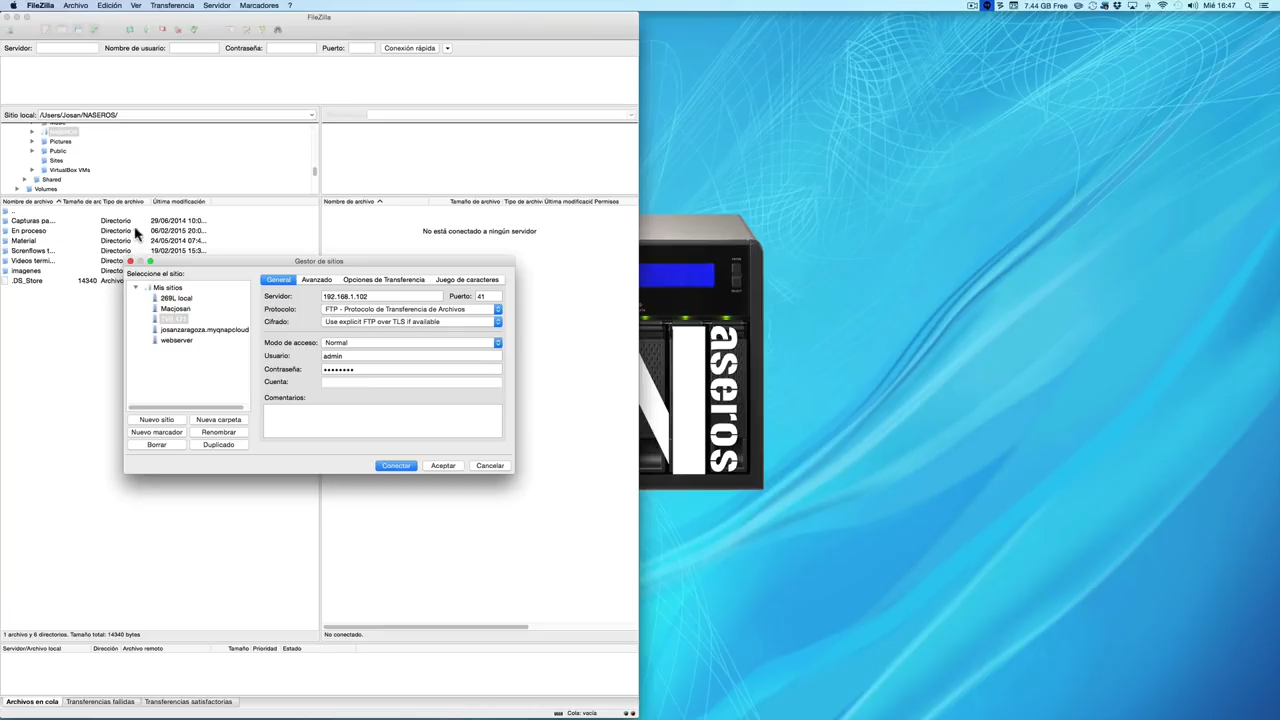 FileZilla Archivo Edición Ver Transferencia Servidor Marcadores ? 7.44 GB Free Mié 16:47
FileZilla
Servidor: Nombre de usuario: Contraseña: Puerto: Conexión rápida
Sitio local: /Users/Josan/NASEROS/
Pictures
Public
Sites
VirtualBox VMs
Shared
Volumes
Nombre de archivo Tamaño de arc Tipo de archivo Última modificación
..
Capturas pa... Directorio 29/06/2014 10:0...
En proceso Directorio 06/02/2015 20:0...
Material Directorio 24/05/2014 07:4...
Screnflows t... Directorio 19/02/2015 15:3...
Videos termi...
imagenes
.DS_Store 14340 Archivo
Nombre de archivo Tamaño de arc Tipo de archiv Última modificació Permisos
No está conectado a ningún servidor
Gestor de sitios
Seleccione el sitio:
Mis sitios
269L local
Macjosan
josanzaragoza.myqnapcloud
webserver
Nuevo sitio Nueva carpeta
Nuevo marcador Renombrar
Borrar Duplicado
General Avanzado Opciones de Transferencia Juego de caracteres
Servidor: 192.168.1.102 Puerto: 41
Protocolo: FTP - Protocolo de Transferencia de Archivos
Cifrado: Use explicit FTP over TLS if available
Modo de acceso: Normal
Usuario: admin
Contraseña: ••••••••
Cuenta:
Comentarios:
Conectar Aceptar Cancelar
aseros
1 archivo y 6 directorios. Tamaño total: 14340 bytes
No conectado.
Servidor/Archivo local Dirección Archivo remoto Tamaño Prioridad Estado
Archivos en cola Transferencias fallidas Transferencias satisfactorias
Cola: vacía